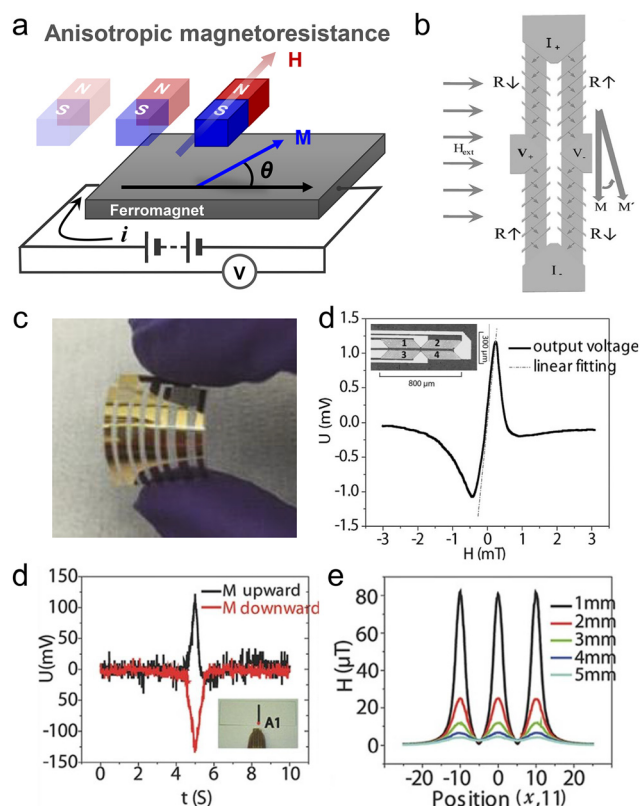 a
Anisotropic magnetoresistance
H
N
S
N
S
N
S
M
θ
Ferromagnet
i
V
b
I+
R↓
R↑
Hext
V+
V-
M
M′
R↑
R↓
I-
c
d
U (mV)
1.5
1.0
0.5
0.0
-0.5
-1.0
-1.5
1 2
3 4
300 μm
800 μm
output voltage
linear fitting
-3 -2 -1 0 1 2 3
H (mT)
d
U(mV)
150
100
50
0
-50
-100
-150
M upward
M downward
A1
0 2 4 6 8 10
t (S)
e
H (μT)
80
60
40
20
0
1mm
2mm
3mm
4mm
5mm
-20 -10 0 10 20
Position (x,11)